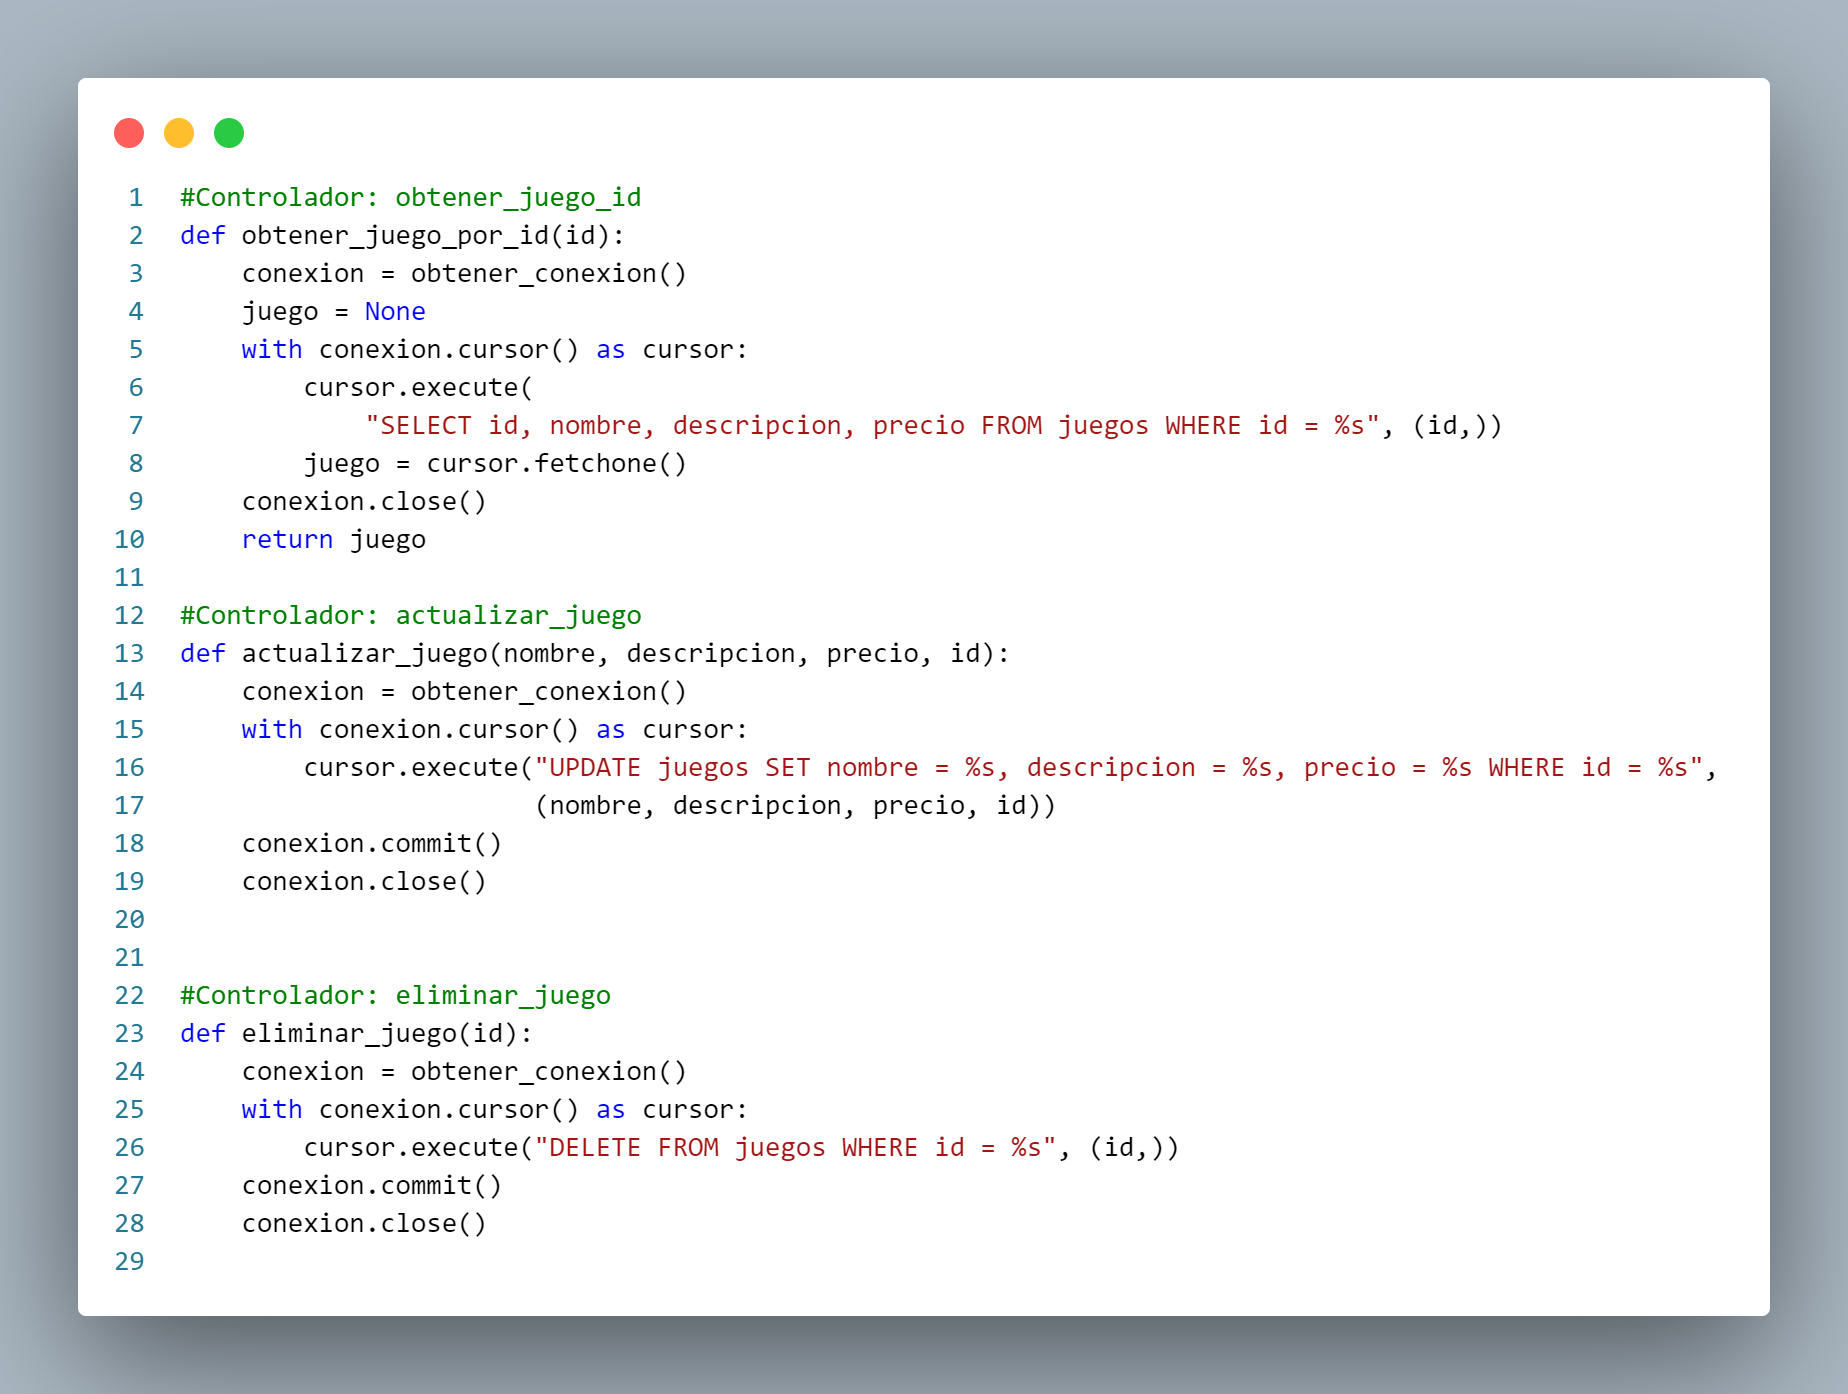 1 #Controlador: obtener_juego_id
2 def obtener_juego_por_id(id):
3     conexion = obtener_conexion()
4     juego = None
5     with conexion.cursor() as cursor:
6         cursor.execute(
7             "SELECT id, nombre, descripcion, precio FROM juegos WHERE id = %s", (id,))
8         juego = cursor.fetchone()
9     conexion.close()
10     return juego
11
12 #Controlador: actualizar_juego
13 def actualizar_juego(nombre, descripcion, precio, id):
14     conexion = obtener_conexion()
15     with conexion.cursor() as cursor:
16         cursor.execute("UPDATE juegos SET nombre = %s, descripcion = %s, precio = %s WHERE id = %s",
17                        (nombre, descripcion, precio, id))
18     conexion.commit()
19     conexion.close()
20
21
22 #Controlador: eliminar_juego
23 def eliminar_juego(id):
24     conexion = obtener_conexion()
25     with conexion.cursor() as cursor:
26         cursor.execute("DELETE FROM juegos WHERE id = %s", (id,))
27     conexion.commit()
28     conexion.close()
29